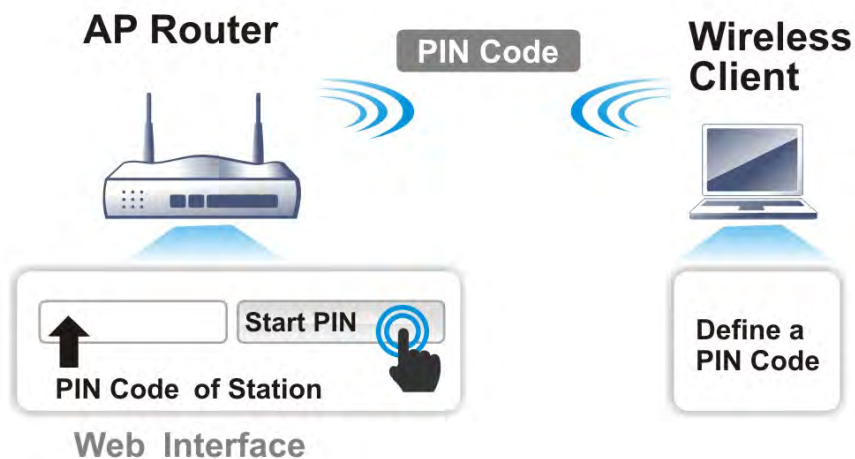 AP Router
PIN Code
Wireless
Client
Start PIN
PIN Code of Station
Define a
PIN Code
Web Interface